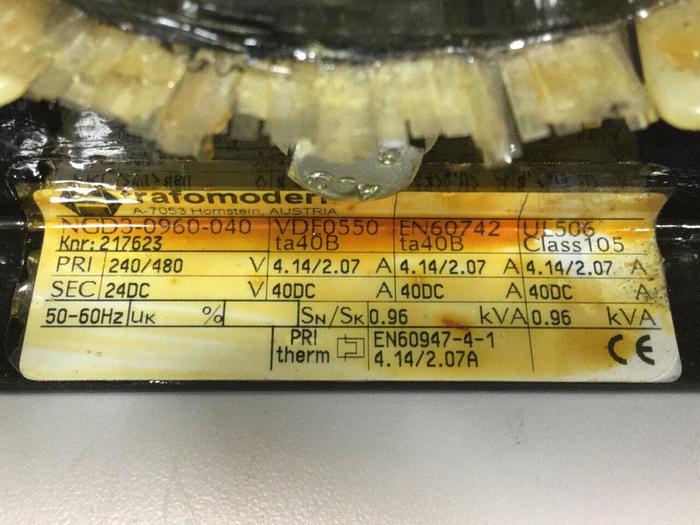 rafomodern
A-7053 Hornstein, AUSTRIA
NGD3-0960-040 VDE0550 EN60742 UL506
Knr: 217623 ta40B ta40B Class105
PRI 240/480 V 4.14/2.07 A 4.14/2.07 A 4.14/2.07 A
SEC 24DC V 40DC A 40DC A 40DC A
50-60Hz uK % SN/SK 0.96 kVA 0.96 kVA
PRI EN60947-4-1
therm 4.14/2.07A CE